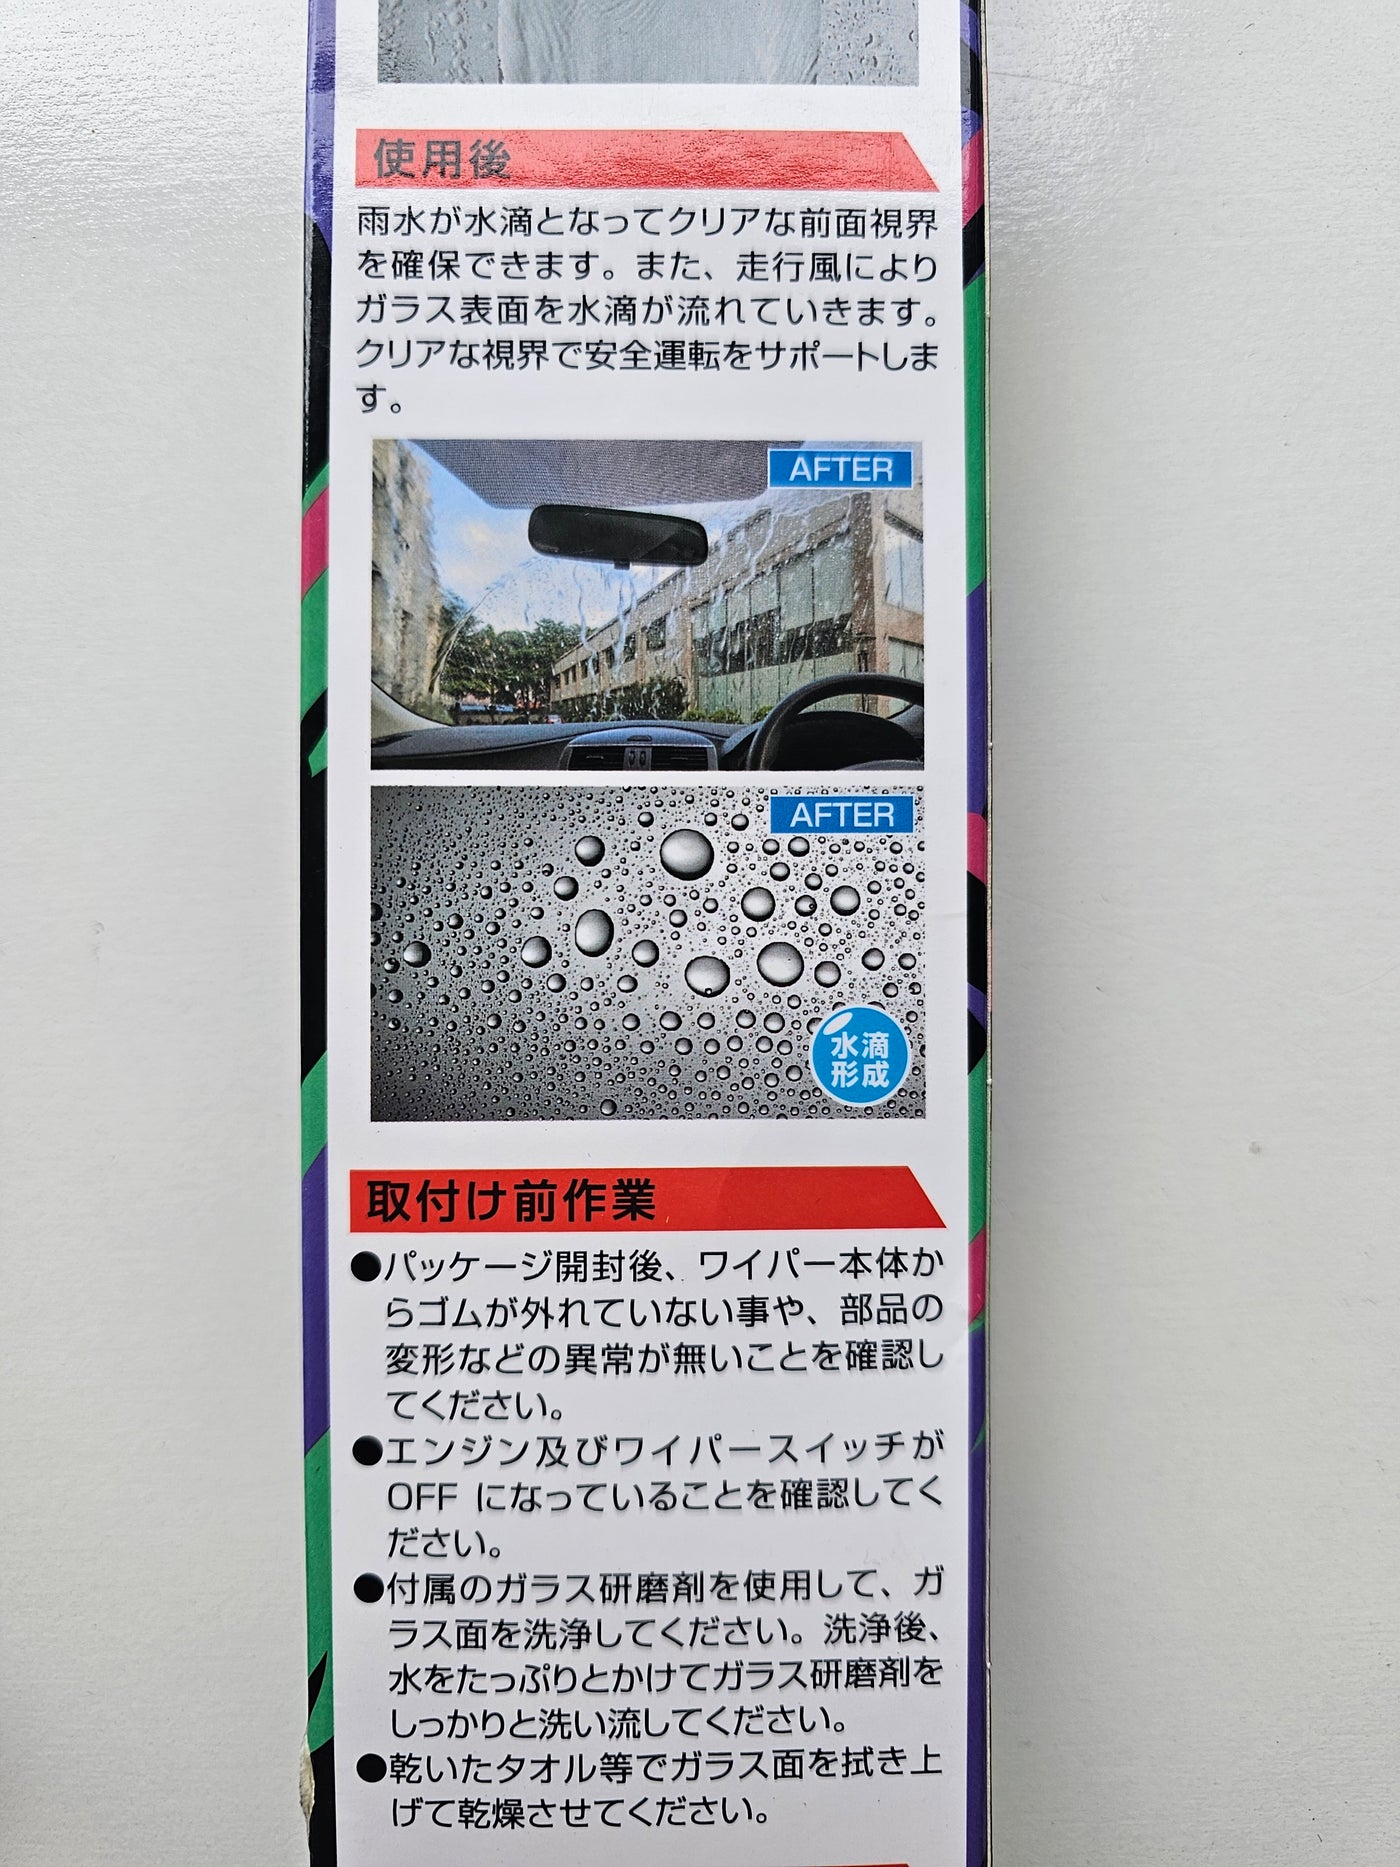 使用後
雨水が水滴となってクリアな前面視界
を確保できます。また、走行風により
ガラス表面を水滴が流れていきます。
クリアな視界で安全運転をサポートしま
す。
AFTER
AFTER
水滴
形成
取付け前作業
●パッケージ開封後、ワイパー本体か
らゴムが外れていない事や、部品の
変形などの異常が無いことを確認し
てください。
●エンジン及びワイパースイッチが
OFF になっていることを確認してく
ださい。
●付属のガラス研磨剤を使用して、ガ
ラス面を洗浄してください。洗浄後、
水をたっぷりとかけてガラス研磨剤を
しっかりと洗い流してください。
●乾いたタオル等でガラス面を拭き上
げて乾燥させてください。